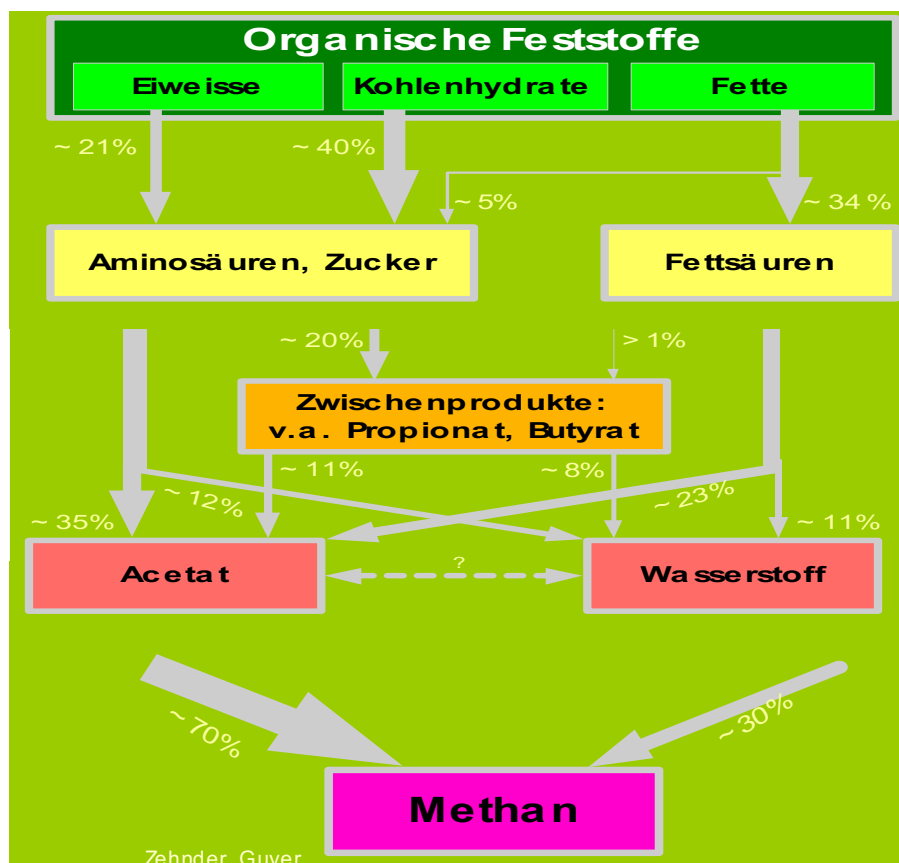 Organische Feststoffe
Eiweisse Kohlenhydrate Fette
~ 21% ~ 40% ~ 5% ~ 34 %
Aminosäuren, Zucker Fettsäuren
~ 20% > 1%
Zwischenprodukte:
v.a. Propionat, Butyrat
~ 11% ~ 8%
~ 35% ~ 12% ~ 23% ~ 11%
?
Acetat Wasserstoff
~ 70% ~ 30%
Methan
Zehnder, Guyer